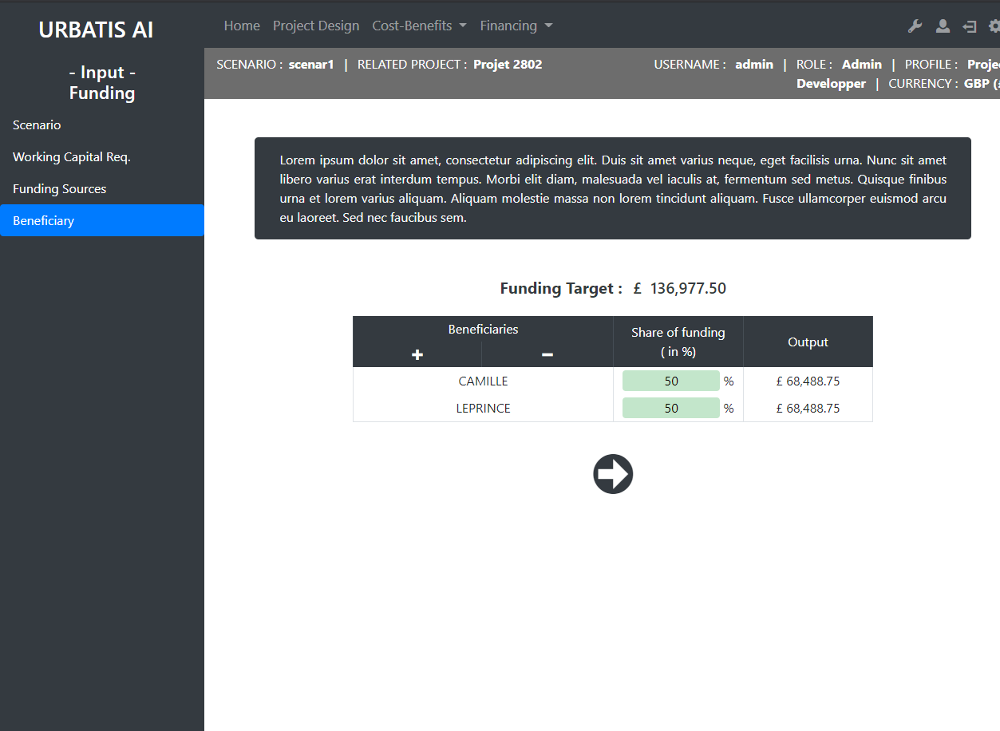 URBATIS AI
Home Project Design Cost-Benefits Financing
- Input -
Funding
Scenario
Working Capital Req.
Funding Sources
Beneficiary
SCENARIO : scenar1 | RELATED PROJECT : Projet 2802
USERNAME : admin | ROLE : Admin | PROFILE : Projec
Developper | CURRENCY : GBP (£
Lorem ipsum dolor sit amet, consectetur adipiscing elit. Duis sit amet varius neque, eget facilisis urna. Nunc sit amet
libero varius erat interdum tempus. Morbi elit diam, malesuada vel iaculis at, fermentum sed metus. Quisque finibus
urna et lorem varius aliquam. Aliquam molestie massa non lorem tincidunt aliquam. Fusce ullamcorper euismod arcu
eu laoreet. Sed nec faucibus sem.
Funding Target : £ 136,977.50
Beneficiaries
Share of funding
( in %)
Output
CAMILLE 50 % £ 68,488.75
LEPRINCE 50 % £ 68,488.75